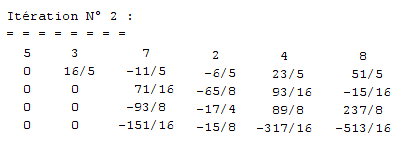 Itération N° 2 :
= = = = = = = =
5 3 7 2 4 8
0 16/5 -11/5 -6/5 23/5 51/5
0 0 71/16 -65/8 93/16 -15/16
0 0 -93/8 -17/4 89/8 237/8
0 0 -151/16 -15/8 -317/16 -513/16